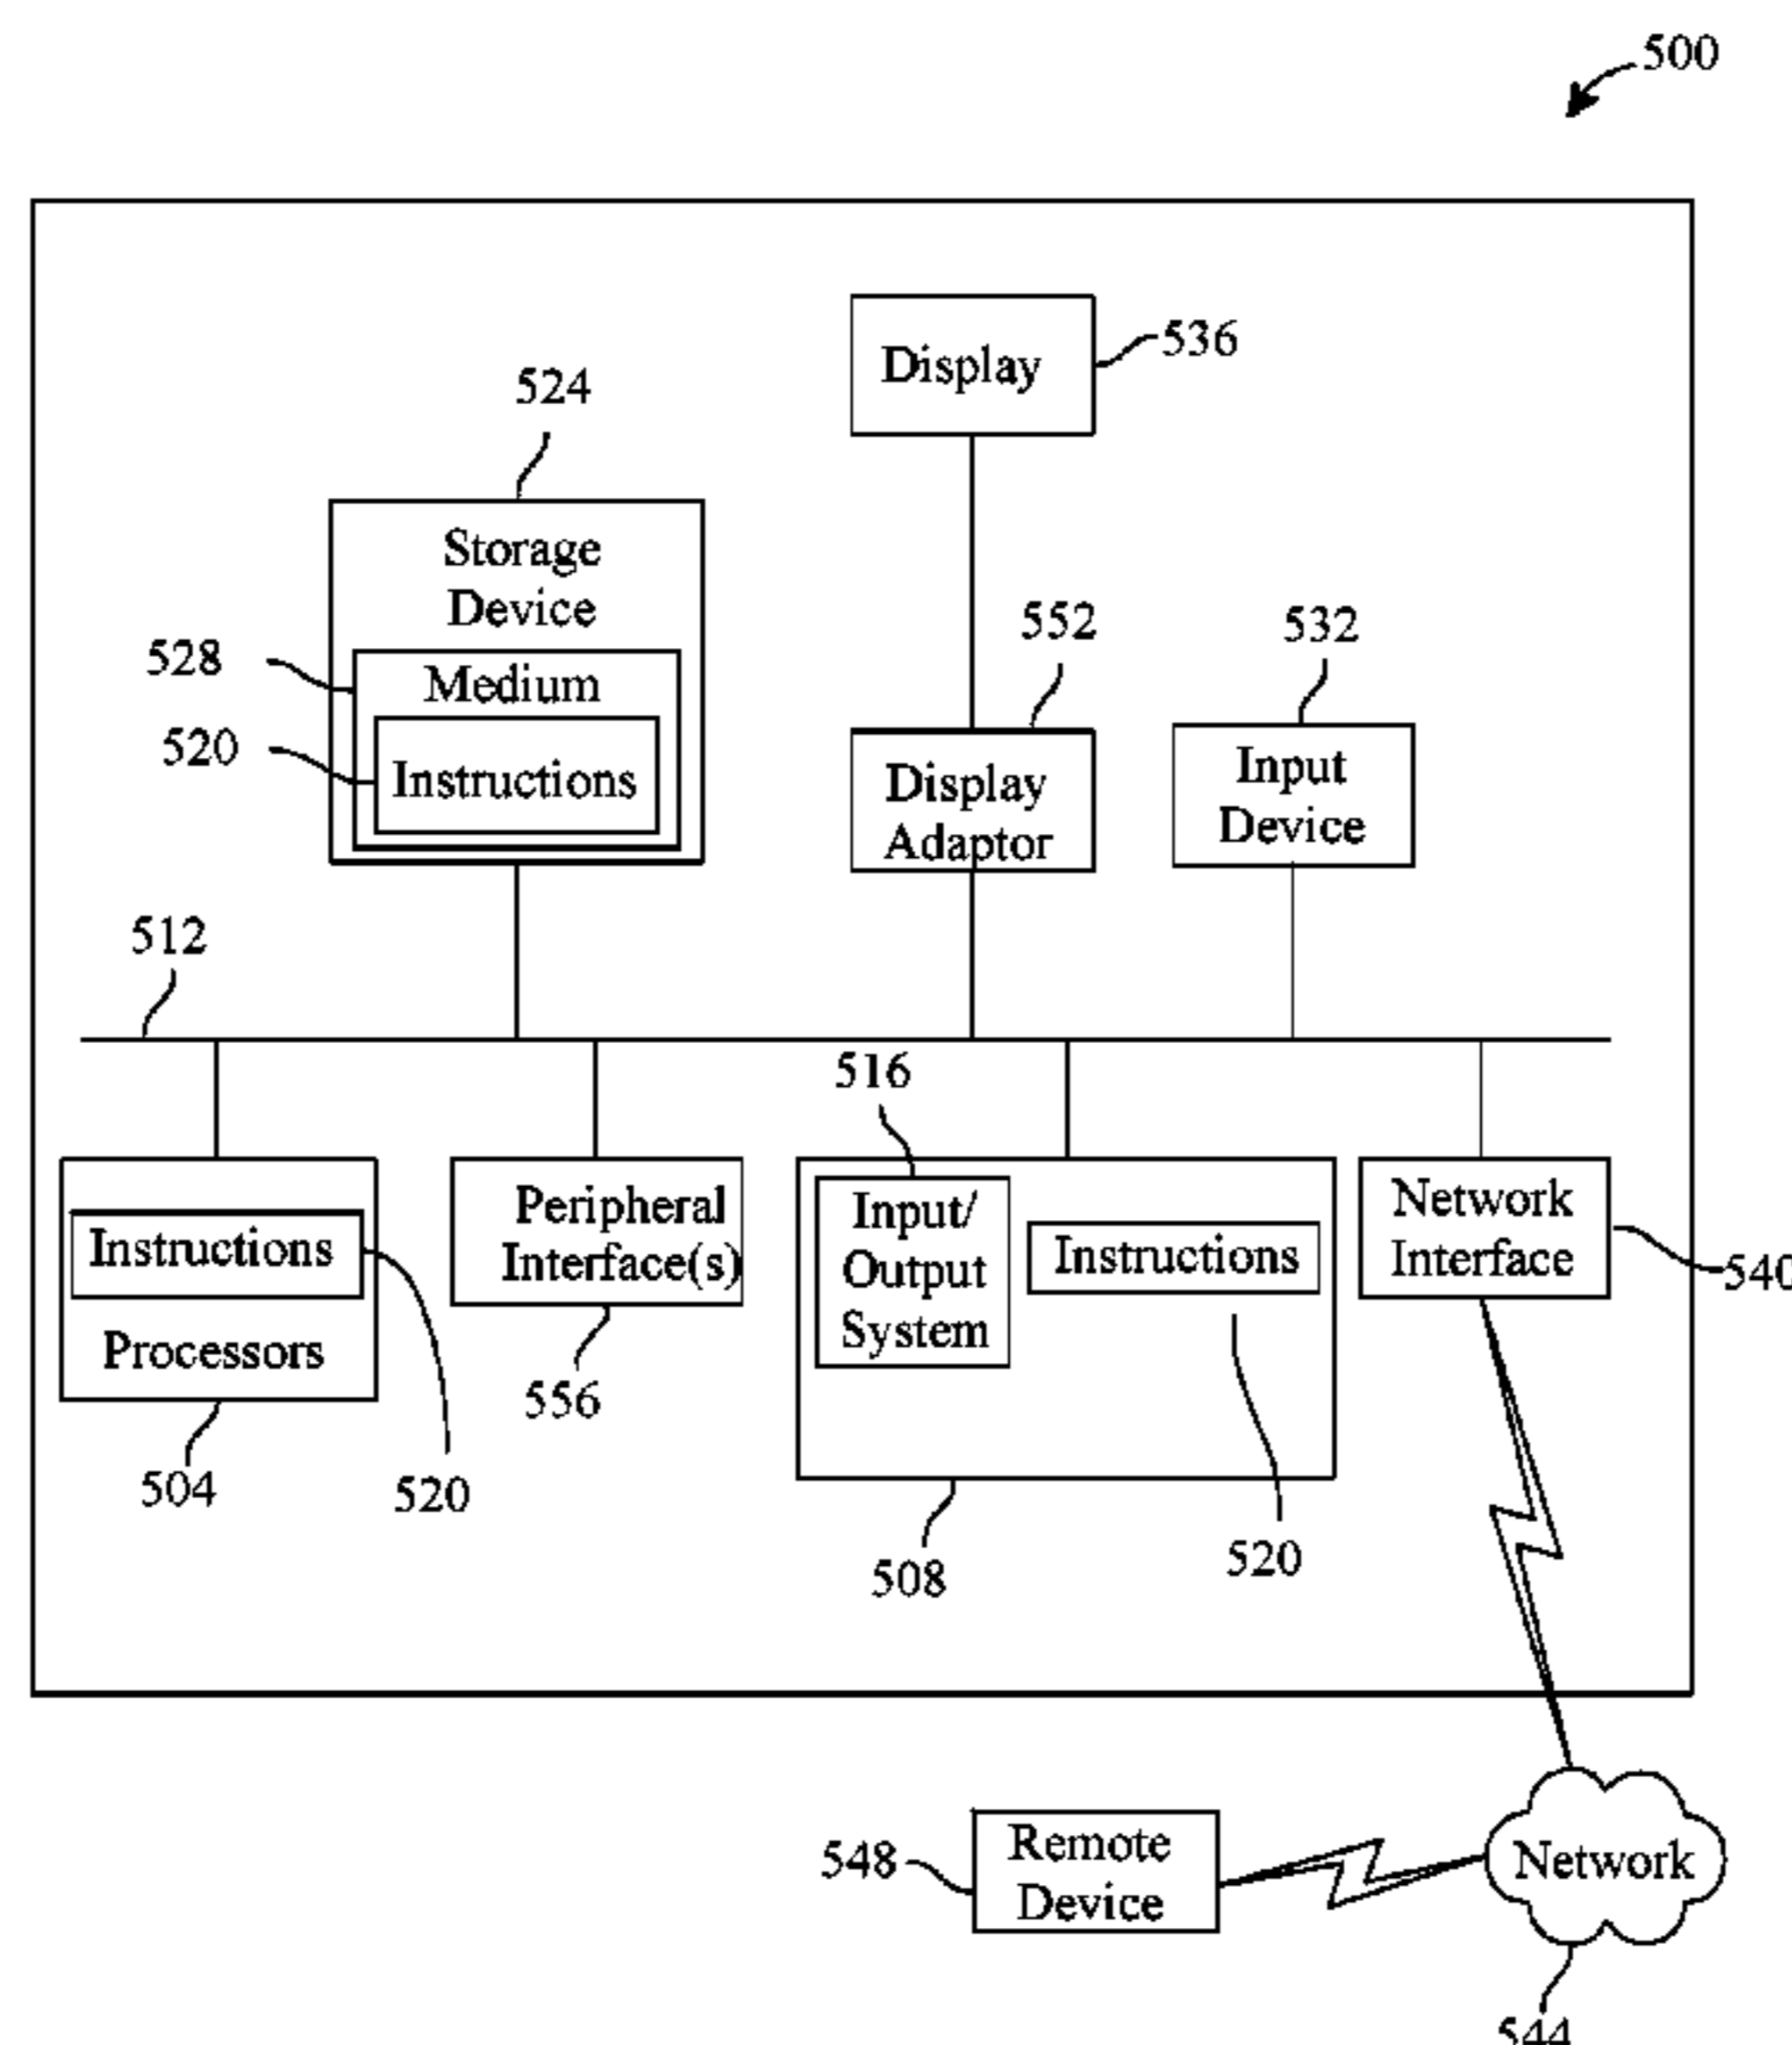 500
Display
536
524
Storage
Device
552
532
528
Medium
520
Instructions
Display
Adaptor
Input
Device
512
516
Instructions
Processors
Peripheral
Interface(s)
Input/
Output
System
Instructions
Network
Interface
540
556
504
520
508
520
548
Remote
Device
Network
544